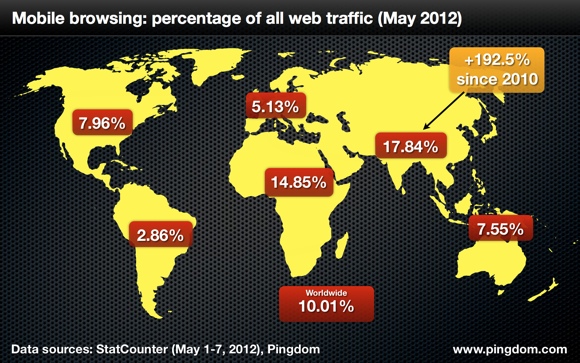 Mobile browsing: percentage of all web traffic (May 2012)
+192.5%
since 2010
7.96%
5.13%
17.84%
14.85%
2.86%
7.55%
Worldwide
10.01%
Data sources: StatCounter (May 1-7, 2012), Pingdom
www.pingdom.com